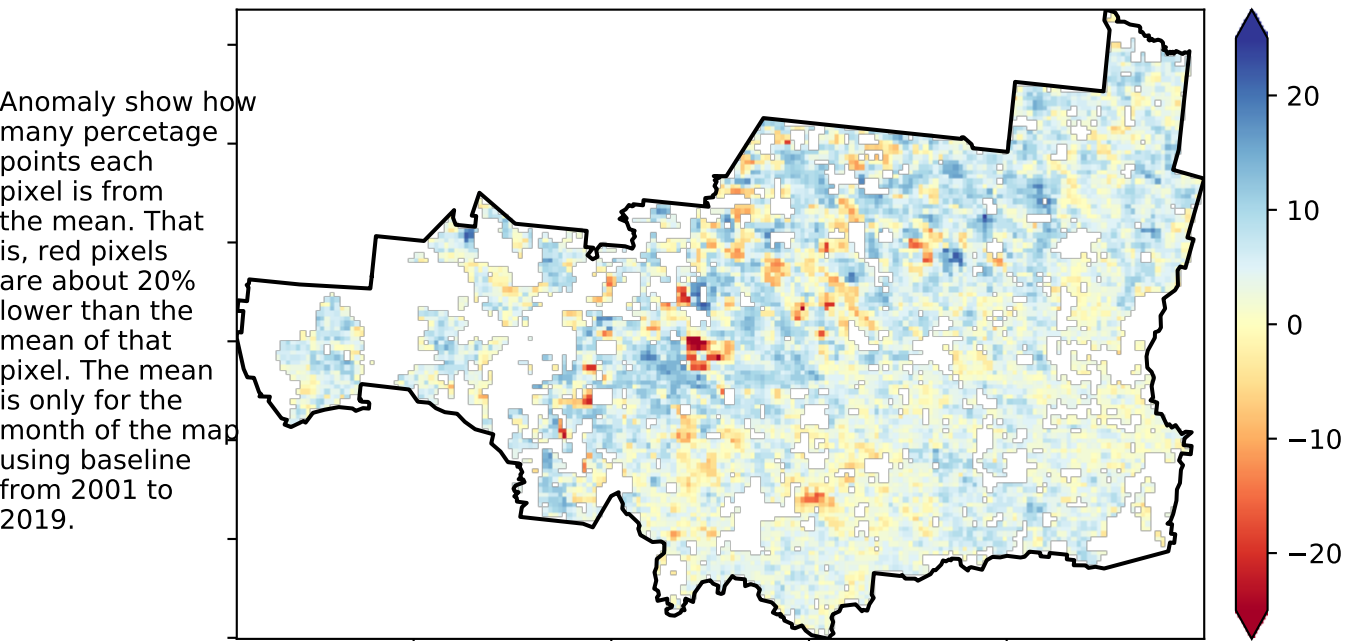 Anomaly show how
many percetage
points each
pixel is from
the mean. That
is, red pixels
are about 20%
lower than the
mean of that
pixel. The mean
is only for the
month of the map
using baseline
from 2001 to
2019.
20
10
0
−10
−20